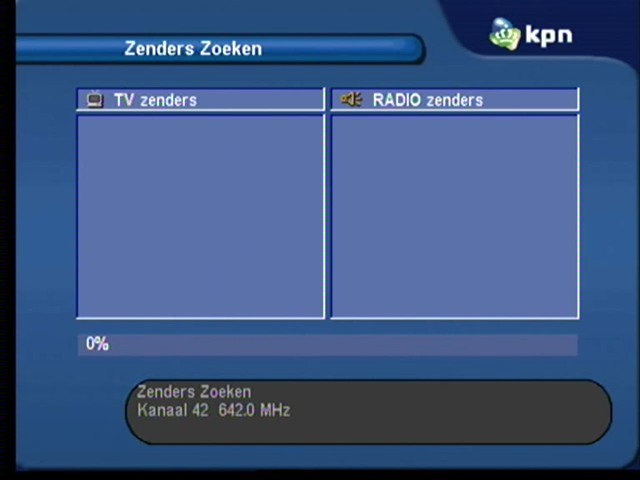 kpn
Zenders Zoeken
TV zenders
RADIO zenders
0%
Zenders Zoeken
Kanaal 42 642.0 MHz